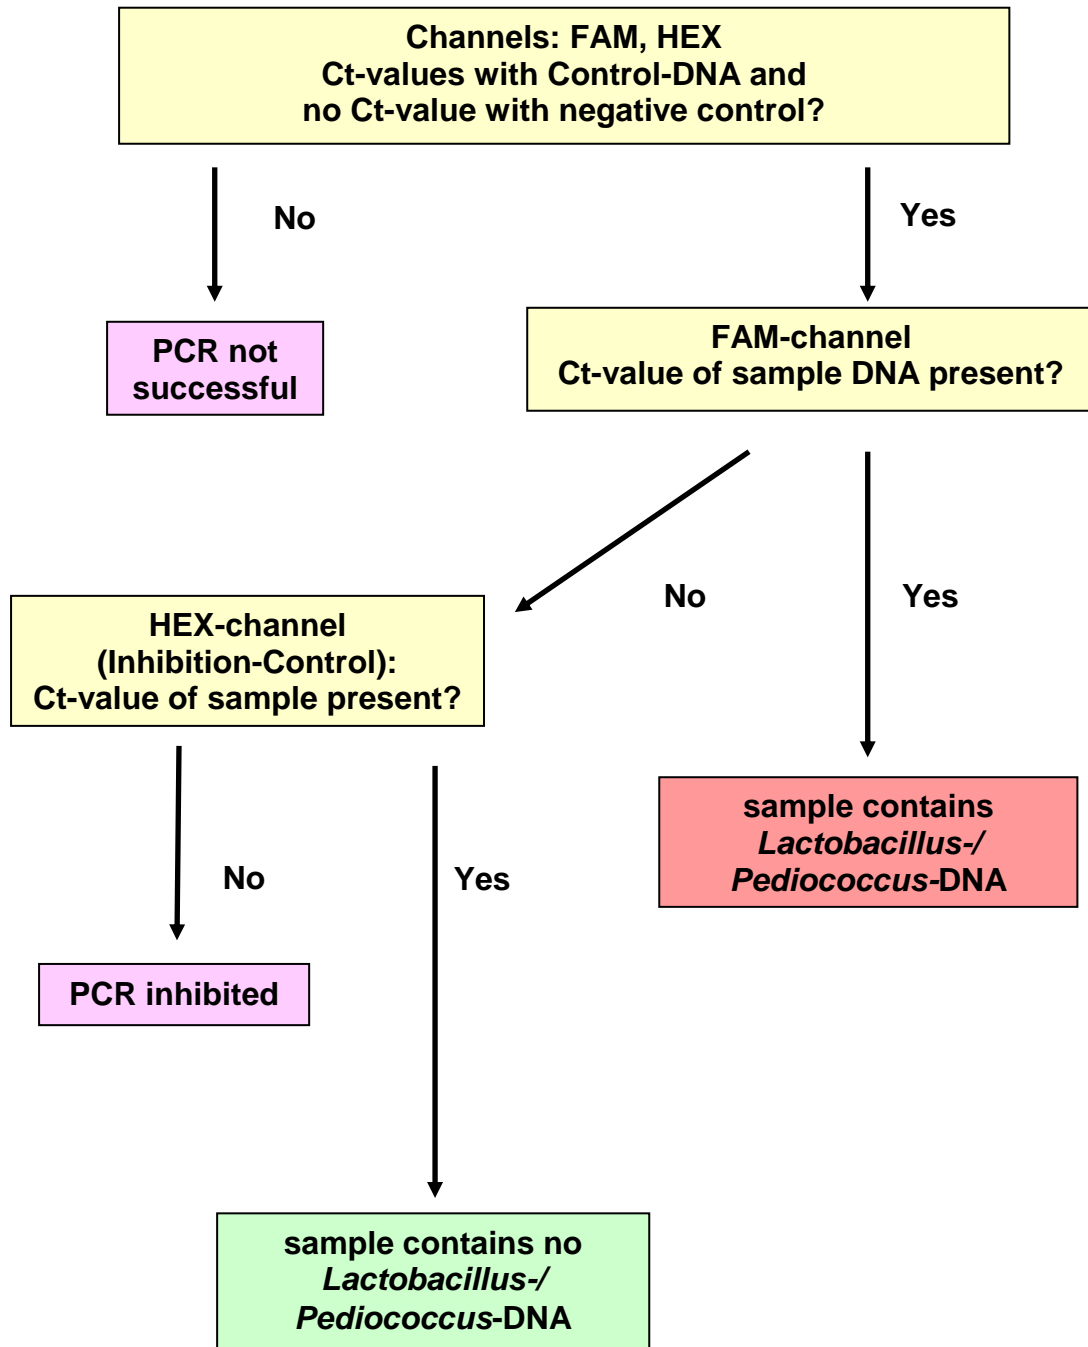 Channels: FAM, HEX
Ct-values with Control-DNA and
no Ct-value with negative control?
No
Yes
PCR not
successful
FAM-channel
Ct-value of sample DNA present?
No
Yes
HEX-channel
(Inhibition-Control):
Ct-value of sample present?
sample contains
Lactobacillus-/
Pediococcus-DNA
No
Yes
PCR inhibited
sample contains no
Lactobacillus-/
Pediococcus-DNA